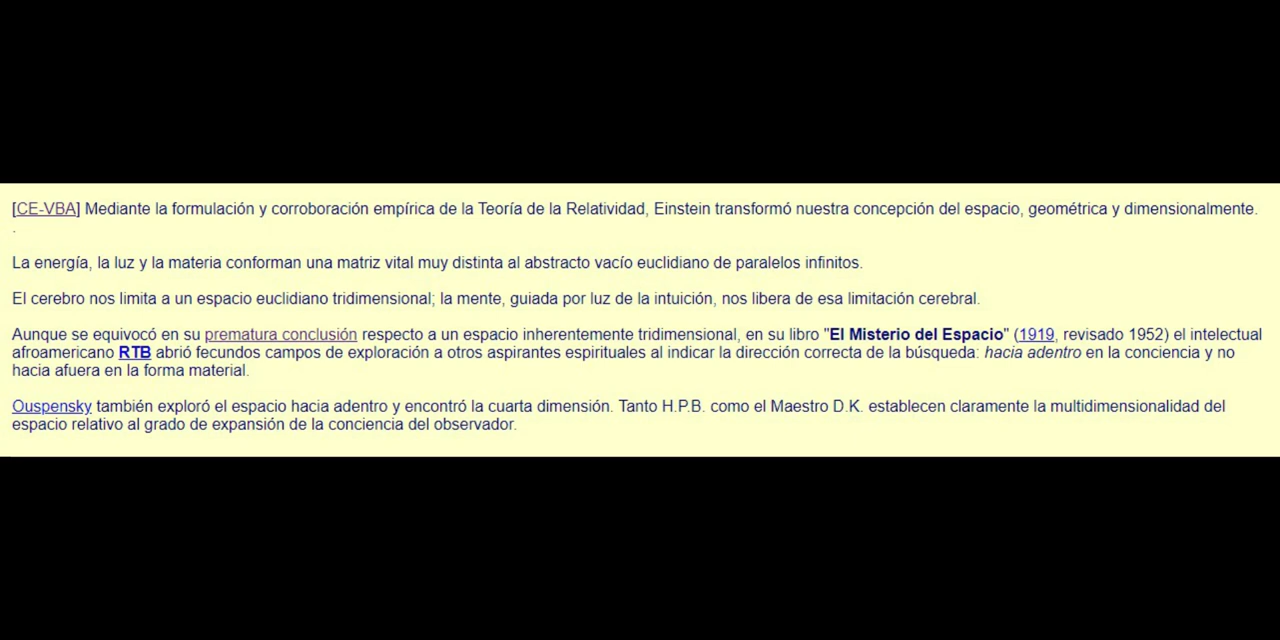 [CE-VBA] Mediante la formulación y corroboración empírica de la Teoría de la Relatividad, Einstein transformó nuestra concepción del espacio, geométrica y dimensionalmente.
.
La energía, la luz y la materia conforman una matriz vital muy distinta al abstracto vacío euclidiano de paralelos infinitos.
El cerebro nos limita a un espacio euclidiano tridimensional; la mente, guiada por luz de la intuición, nos libera de esa limitación cerebral.
Aunque se equivocó en su prematura conclusión respecto a un espacio inherentemente tridimensional, en su libro "El Misterio del Espacio" (1919, revisado 1952) el intelectual
afroamericano RTB abrió fecundos campos de exploración a otros aspirantes espirituales al indicar la dirección correcta de la búsqueda: hacia adentro en la conciencia y no
hacia afuera en la forma material.
Ouspensky también exploró el espacio hacia adentro y encontró la cuarta dimensión. Tanto H.P.B. como el Maestro D.K. establecen claramente la multidimensionalidad del
espacio relativo al grado de expansión de la conciencia del observador.